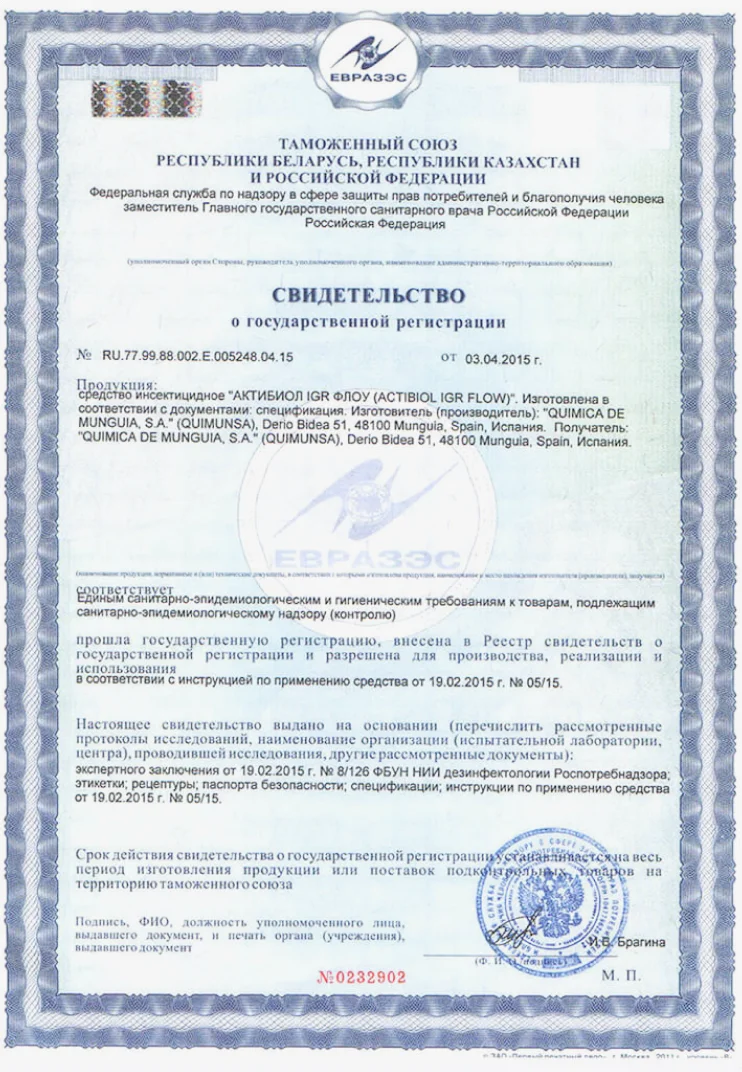 ЕВРАЗЭС
ТАМОЖЕННЫЙ СОЮЗ
РЕСПУБЛИКИ БЕЛАРУСЬ, РЕСПУБЛИКИ КАЗАХСТАН
И РОССИЙСКОЙ ФЕДЕРАЦИИ
Федеральная служба по надзору в сфере защиты прав потребителей и благополучия человека
заместитель Главного государственного санитарного врача Российской Федерации
Российская Федерация
(уполномоченный орган Стороны, руководитель уполномоченного органа, наименование административно-территориального образования)
СВИДЕТЕЛЬСТВО
о государственной регистрации
№ RU.77.99.88.002.E.005248.04.15 от 03.04.2015 г.
Продукция:
средство инсектицидное "АКТИБИОЛ IGR ФЛОУ (ACTIBIOL IGR FLOW)". Изготовлена в
соответствии с документами: спецификация. Изготовитель (производитель): "QUIMICA DE
MUNGUIA, S.A." (QUIMUNSA), Derio Bidea 51, 48100 Munguia, Spain, Испания. Получатель:
"QUIMICA DE MUNGUIA, S.A." (QUIMUNSA), Derio Bidea 51, 48100 Munguia, Spain, Испания.
ЕВРАЗЭС
(наименование продукции, нормативные и (или) технические документы, в соответствии с которыми изготовлена продукция, наименование и место нахождения изготовителя (производителя), получателя)
соответствует
Единым санитарно-эпидемиологическим и гигиеническим требованиям к товарам, подлежащим
санитарно-эпидемиологическому надзору (контролю)
прошла государственную регистрацию, внесена в Реестр свидетельств о
государственной регистрации и разрешена для производства, реализации и
использования
в соответствии с инструкцией по применению средства от 19.02.2015 г. № 05/15.
Настоящее свидетельство выдано на основании (перечислить рассмотренные
протоколы исследований, наименование организации (испытательной лаборатории,
центра), проводившей исследования, другие рассмотренные документы):
экспертного заключения от 19.02.2015 г. № 8/126 ФБУН НИИ дезинфектологии Роспотребнадзора;
этикетки; рецептуры; паспорта безопасности; спецификации; инструкции по применению средства
от 19.02.2015 г. № 05/15.
Срок действия свидетельства о государственной регистрации устанавливается на весь
период изготовления продукции или поставок подконтрольных товаров на
территорию таможенного союза
Подпись, ФИО, должность уполномоченного лица,
выдавшего документ, и печать органа (учреждения),
выдавшего документ
И.В. Брагина
(Ф. И. О./подпись)
М. П.
№0232902